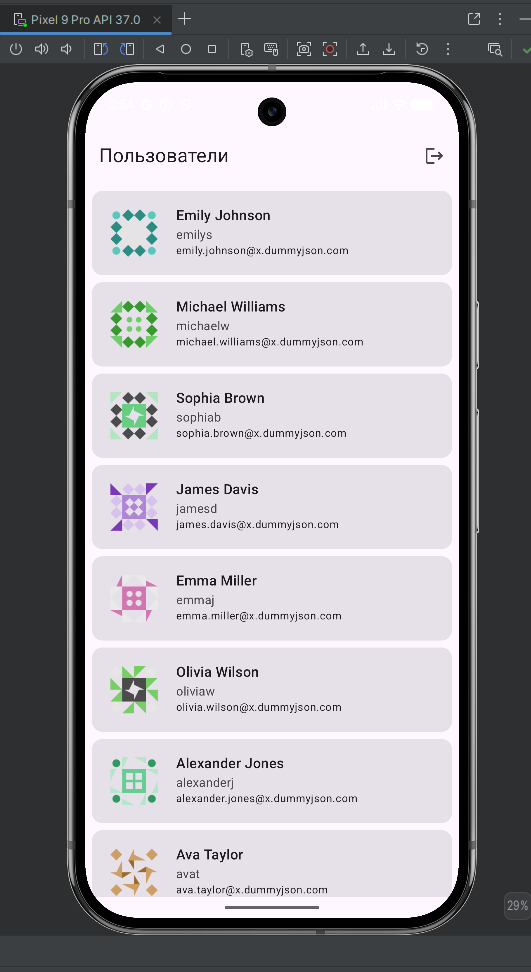 Pixel 9 Pro API 37.0
Пользователи
Emily Johnson
emilys
emily.johnson@x.dummyjson.com
Michael Williams
michaelw
michael.williams@x.dummyjson.com
Sophia Brown
sophiab
sophia.brown@x.dummyjson.com
James Davis
jamesd
james.davis@x.dummyjson.com
Emma Miller
emmaj
emma.miller@x.dummyjson.com
Olivia Wilson
oliviaw
olivia.wilson@x.dummyjson.com
Alexander Jones
alexanderj
alexander.jones@x.dummyjson.com
Ava Taylor
avat
ava.taylor@x.dummyjson.com
29%